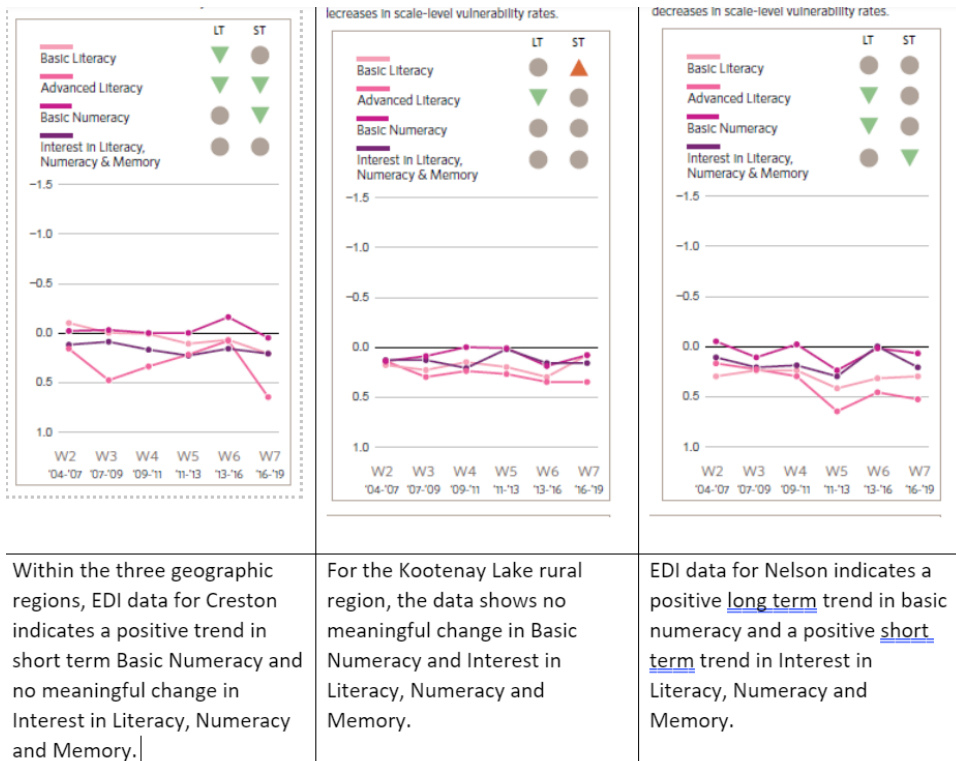 LT ST
Basic Literacy
Advanced Literacy
Basic Numeracy
Interest in Literacy,
Numeracy & Memory
−1.5
−1.0
−0.5
0.0
0.5
1.0
W2 W3 W4 W5 W6 W7
'04-'07 '07-'09 '09-'11 '11-'13 '13-'16 '16-'19
Within the three geographic
regions, EDI data for Creston
indicates a positive trend in
short term Basic Numeracy and
no meaningful change in
Interest in Literacy, Numeracy
and Memory.
decreases in scale-level vulnerability rates.
LT ST
Basic Literacy
Advanced Literacy
Basic Numeracy
Interest in Literacy,
Numeracy & Memory
−1.5
−1.0
−0.5
0.0
0.5
1.0
W2 W3 W4 W5 W6 W7
'04-'07 '07-'09 '09-'11 '11-'13 '13-'16 '16-'19
For the Kootenay Lake rural
region, the data shows no
meaningful change in Basic
Numeracy and Interest in
Literacy, Numeracy and
Memory.
decreases in scale-level vulnerability rates.
LT ST
Basic Literacy
Advanced Literacy
Basic Numeracy
Interest in Literacy,
Numeracy & Memory
−1.5
−1.0
−0.5
0.0
0.5
1.0
W2 W3 W4 W5 W6 W7
'04-'07 '07-'09 '09-'11 '11-'13 '13-'16 '16-'19
EDI data for Nelson indicates a
positive long term trend in basic
numeracy and a positive short
term trend in Interest in
Literacy, Numeracy and
Memory.